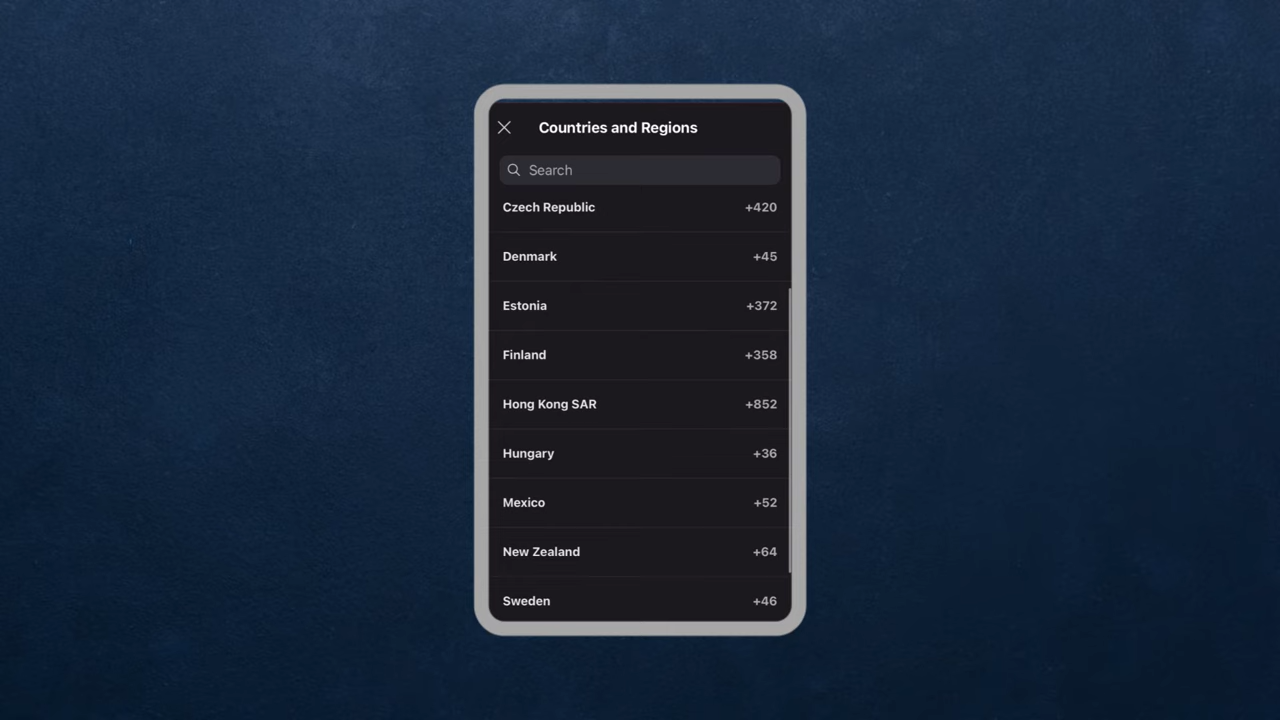 Countries and Regions
Search
Czech Republic +420
Denmark +45
Estonia +372
Finland +358
Hong Kong SAR +852
Hungary +36
Mexico +52
New Zealand +64
Sweden +46